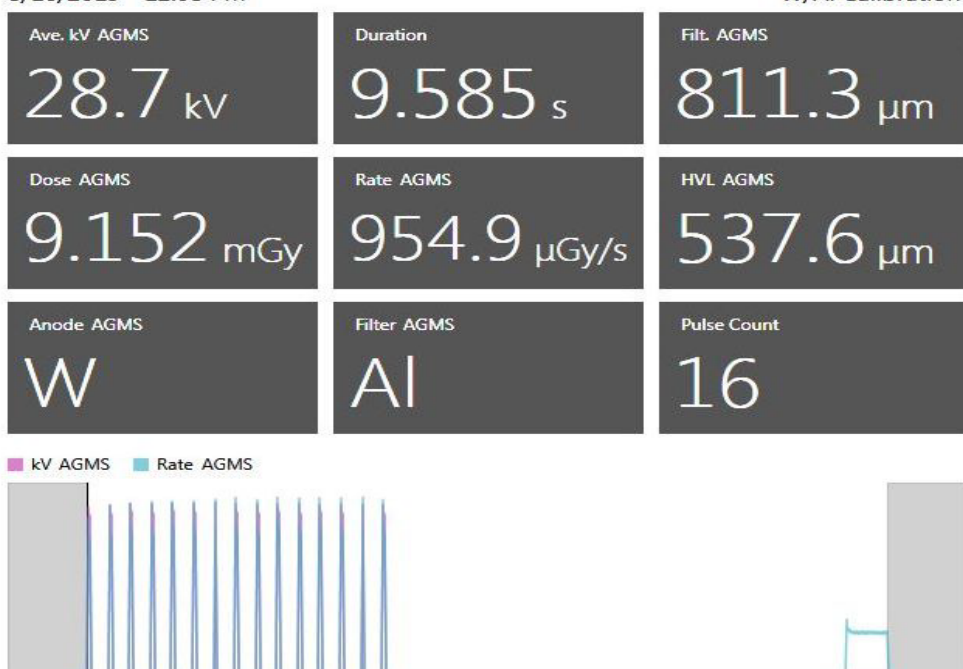 Ave. kV AGMS
Duration
Filt. AGMS
28.7 kV
9.585 s
811.3 µm
Dose AGMS
Rate AGMS
HVL AGMS
9.152 mGy
954.9 µGy/s
537.6 µm
Anode AGMS
Filter AGMS
Pulse Count
W
Al
16
kV AGMS
Rate AGMS